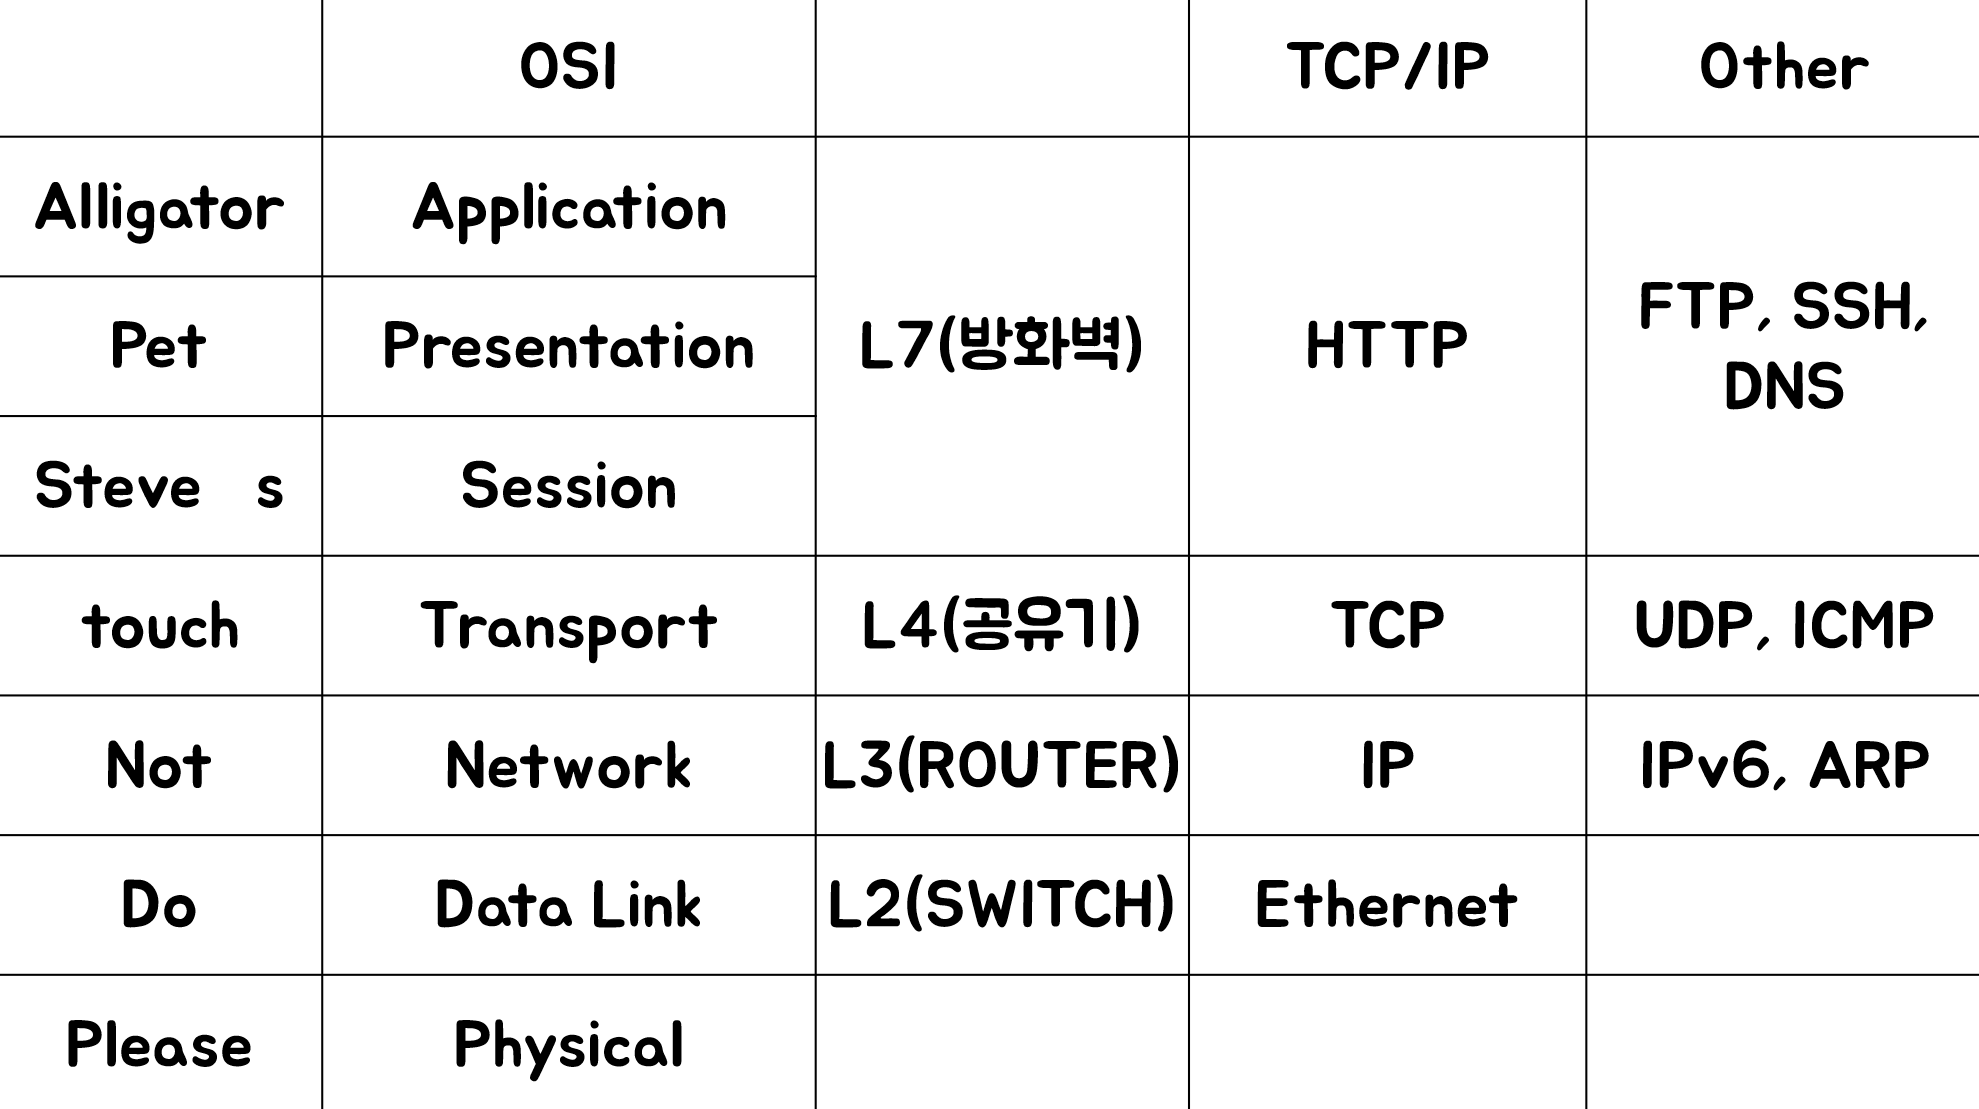 OSI TCP/IP Other
Alligator Application
Pet Presentation L7(방화벽) HTTP FTP, SSH,
DNS
Steve s Session
touch Transport L4(공유기) TCP UDP, ICMP
Not Network L3(ROUTER) IP IPv6, ARP
Do Data Link L2(SWITCH) Ethernet
Please Physical